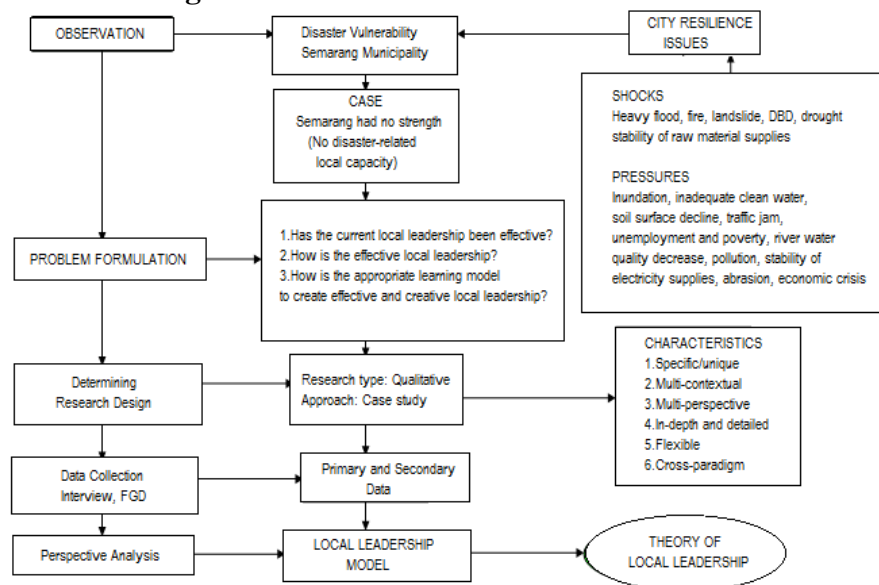 OBSERVATION
Disaster Vulnerability
Semarang Municipality
CITY RESILIENCE
ISSUES
CASE
Semarang had no strength
(No disaster-related
local capacity)
SHOCKS
Heavy flood, fire, landslide, DBD, drought
stability of raw material supplies
PRESSURES
Inundation, inadequate clean water,
soil surface decline, traffic jam,
unemployment and poverty, river water
quality decrease, pollution, stability of
electricity supplies, abrasion, economic crisis
PROBLEM FORMULATION
1.Has the current local leadership been effective?
2.How is the effective local leadership?
3.How is the appropriate learning model
to create effective and creative local leadership?
Determining
Research Design
Research type: Qualitative
Approach: Case study
CHARACTERISTICS
1.Specific/unique
2.Multi-contextual
3.Multi-perspective
4.In-depth and detailed
5.Flexible
6.Cross-paradigm
Data Collection
Interview, FGD
Primary and Secondary
Data
Perspective Analysis
LOCAL LEADERSHIP
MODEL
THEORY OF
LOCAL LEADERSHIP